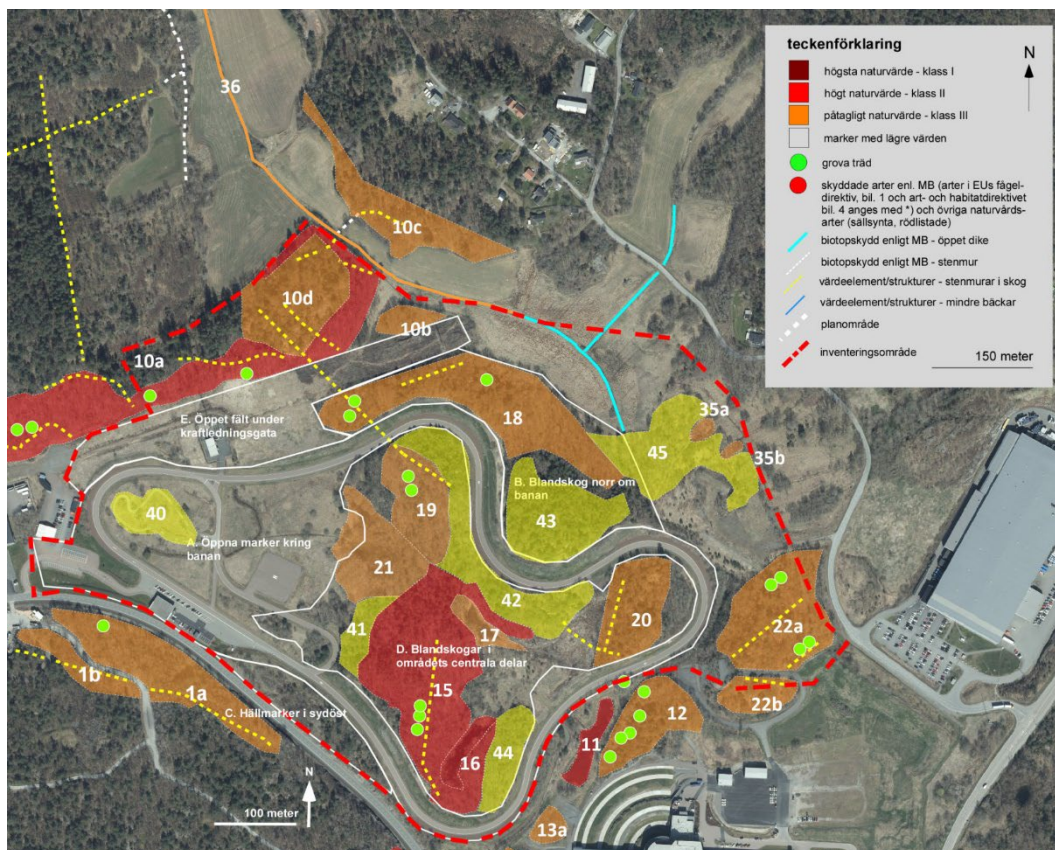 teckenförklaring
N
högsta naturvärde - klass I
högt naturvärde - klass II
påtagligt naturvärde - klass III
marker med lägre värden
grova träd
skyddade arter enl. MB (arter i EUs fågel-
direktiv, bil. 1 och art- och habitatdirektivet
bil. 4 anges med *) och övriga naturvårds-
arter (sällsynta, rödlistade)
biotopskydd enligt MB - öppet dike
biotopskydd enligt MB - stenmur
värdeelement/strukturer - stenmurar i skog
värdeelement/strukturer - mindre bäckar
planområde
inventeringsområde
150 meter
36
10c
10d
10b
10a
E. Öppet fält under
kraftledningsgata
18
35a
45
35b
19
B. Blandskog norr om
banan
43
40
A. Öppna marker kring
banan
21
42
41
17
20
22a
D. Blandskogar i
områdets centrala delar
15
1b
1a
C. Hällmarker i sydöst
22b
12
11
16
44
N
100 meter
13a